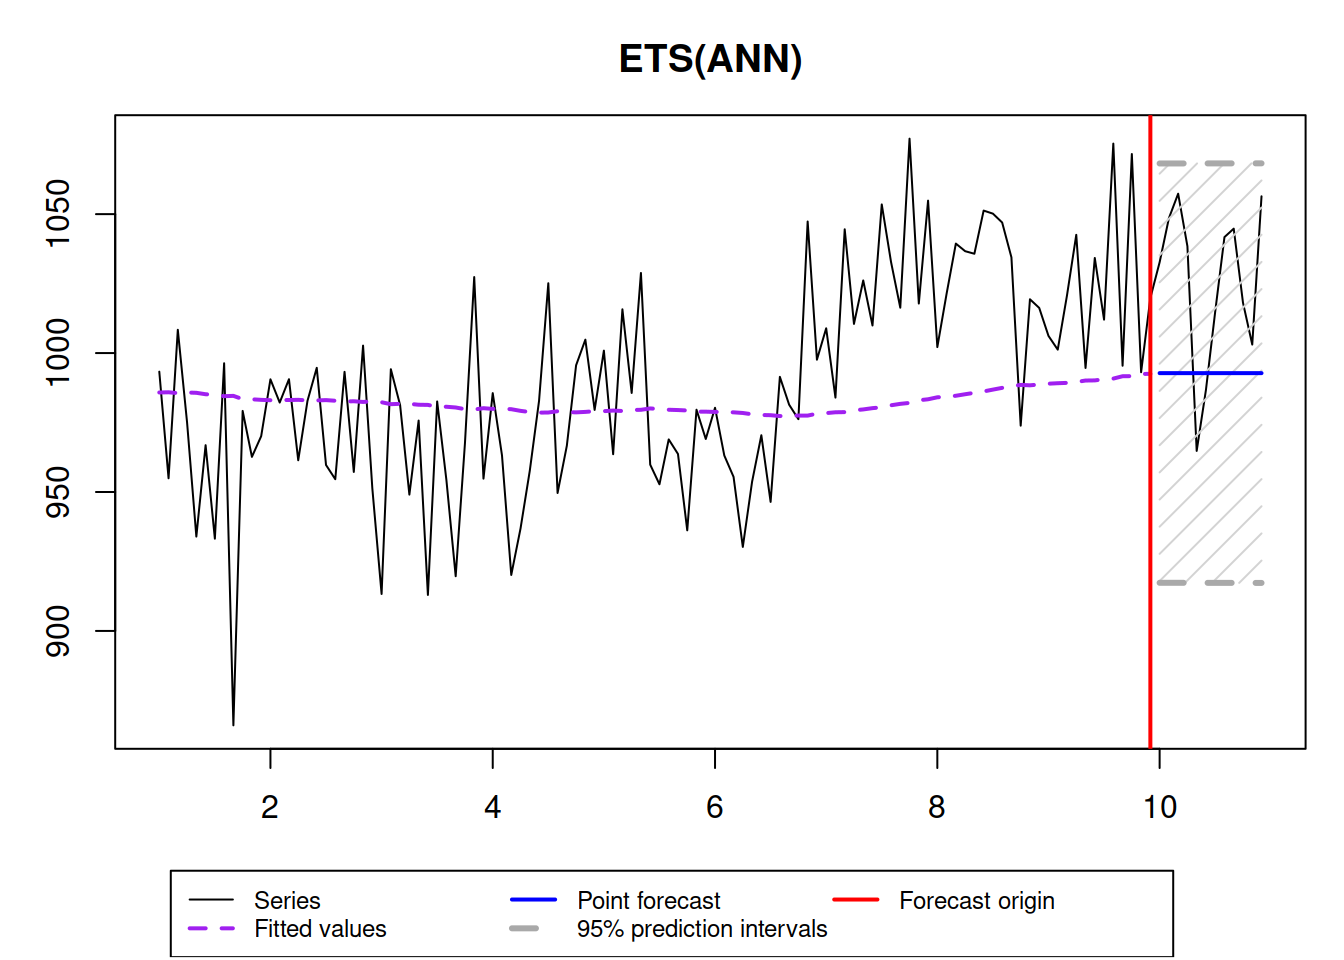 ETS(ANN)
1050
1000
950
900
2 4 6 8 10
Series Point forecast Forecast origin
Fitted values 95% prediction intervals